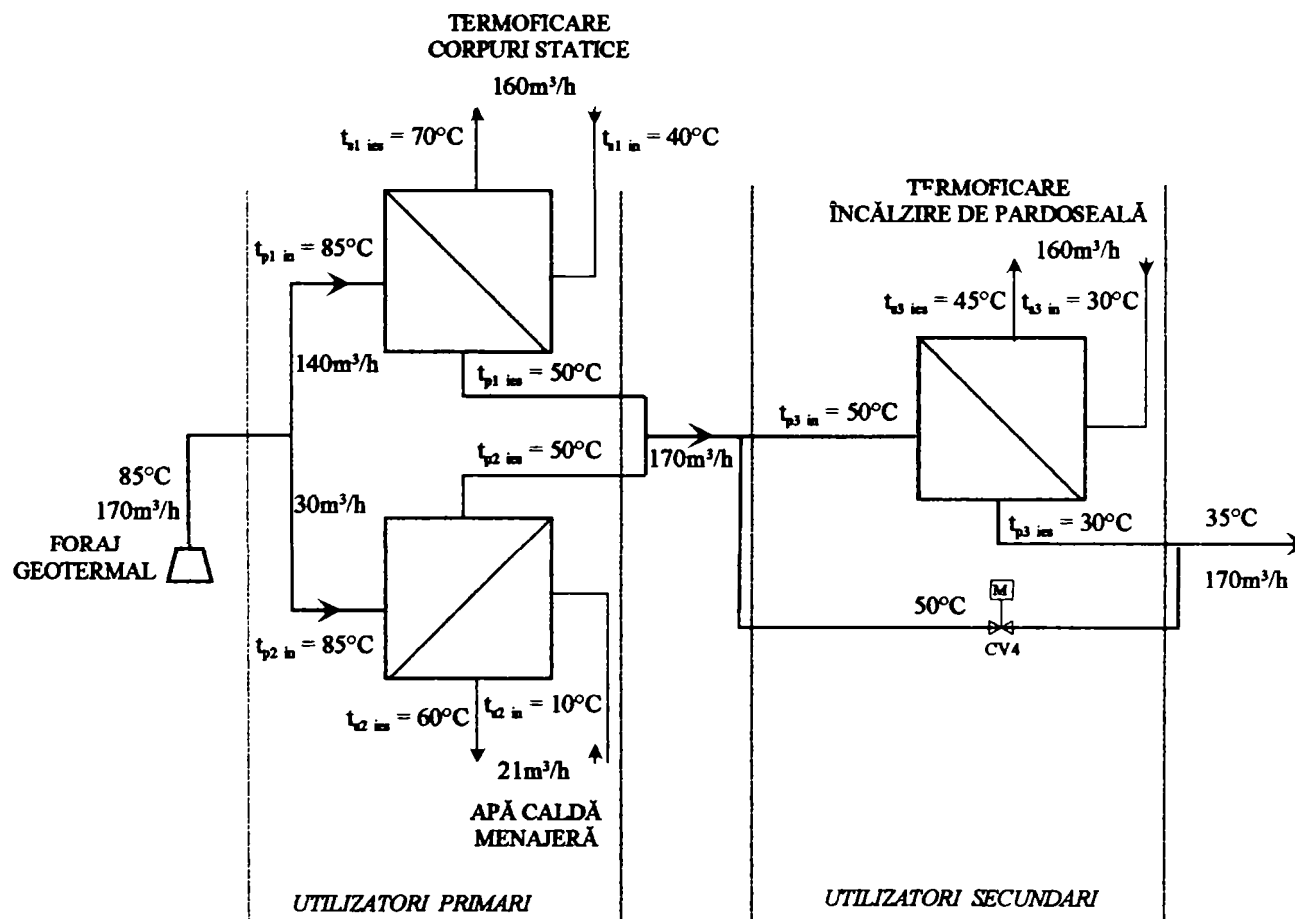 TERMOFICARE
CORPURI STATICE
160m³/h
t_s1 ies = 70°C
t_s1 in = 40°C
t_p1 in = 85°C
140m³/h
t_p1 ies = 50°C
85°C
170m³/h
FORAJ
GEOTERMAL
30m³/h
t_p2 ies = 50°C
170m³/h
t_p2 in = 85°C
t_s2 ies = 60°C
t_s2 in = 10°C
21m³/h
APĂ CALDĂ
MENAJERĂ
UTILIZATORI PRIMARI
TERMOFICARE
ÎNCĂLZIRE DE PARDOSEALĂ
160m³/h
t_s3 ies = 45°C
t_s3 in = 30°C
t_p3 in = 50°C
t_p3 ies = 30°C
35°C
170m³/h
50°C
M
CV4
UTILIZATORI SECUNDARI